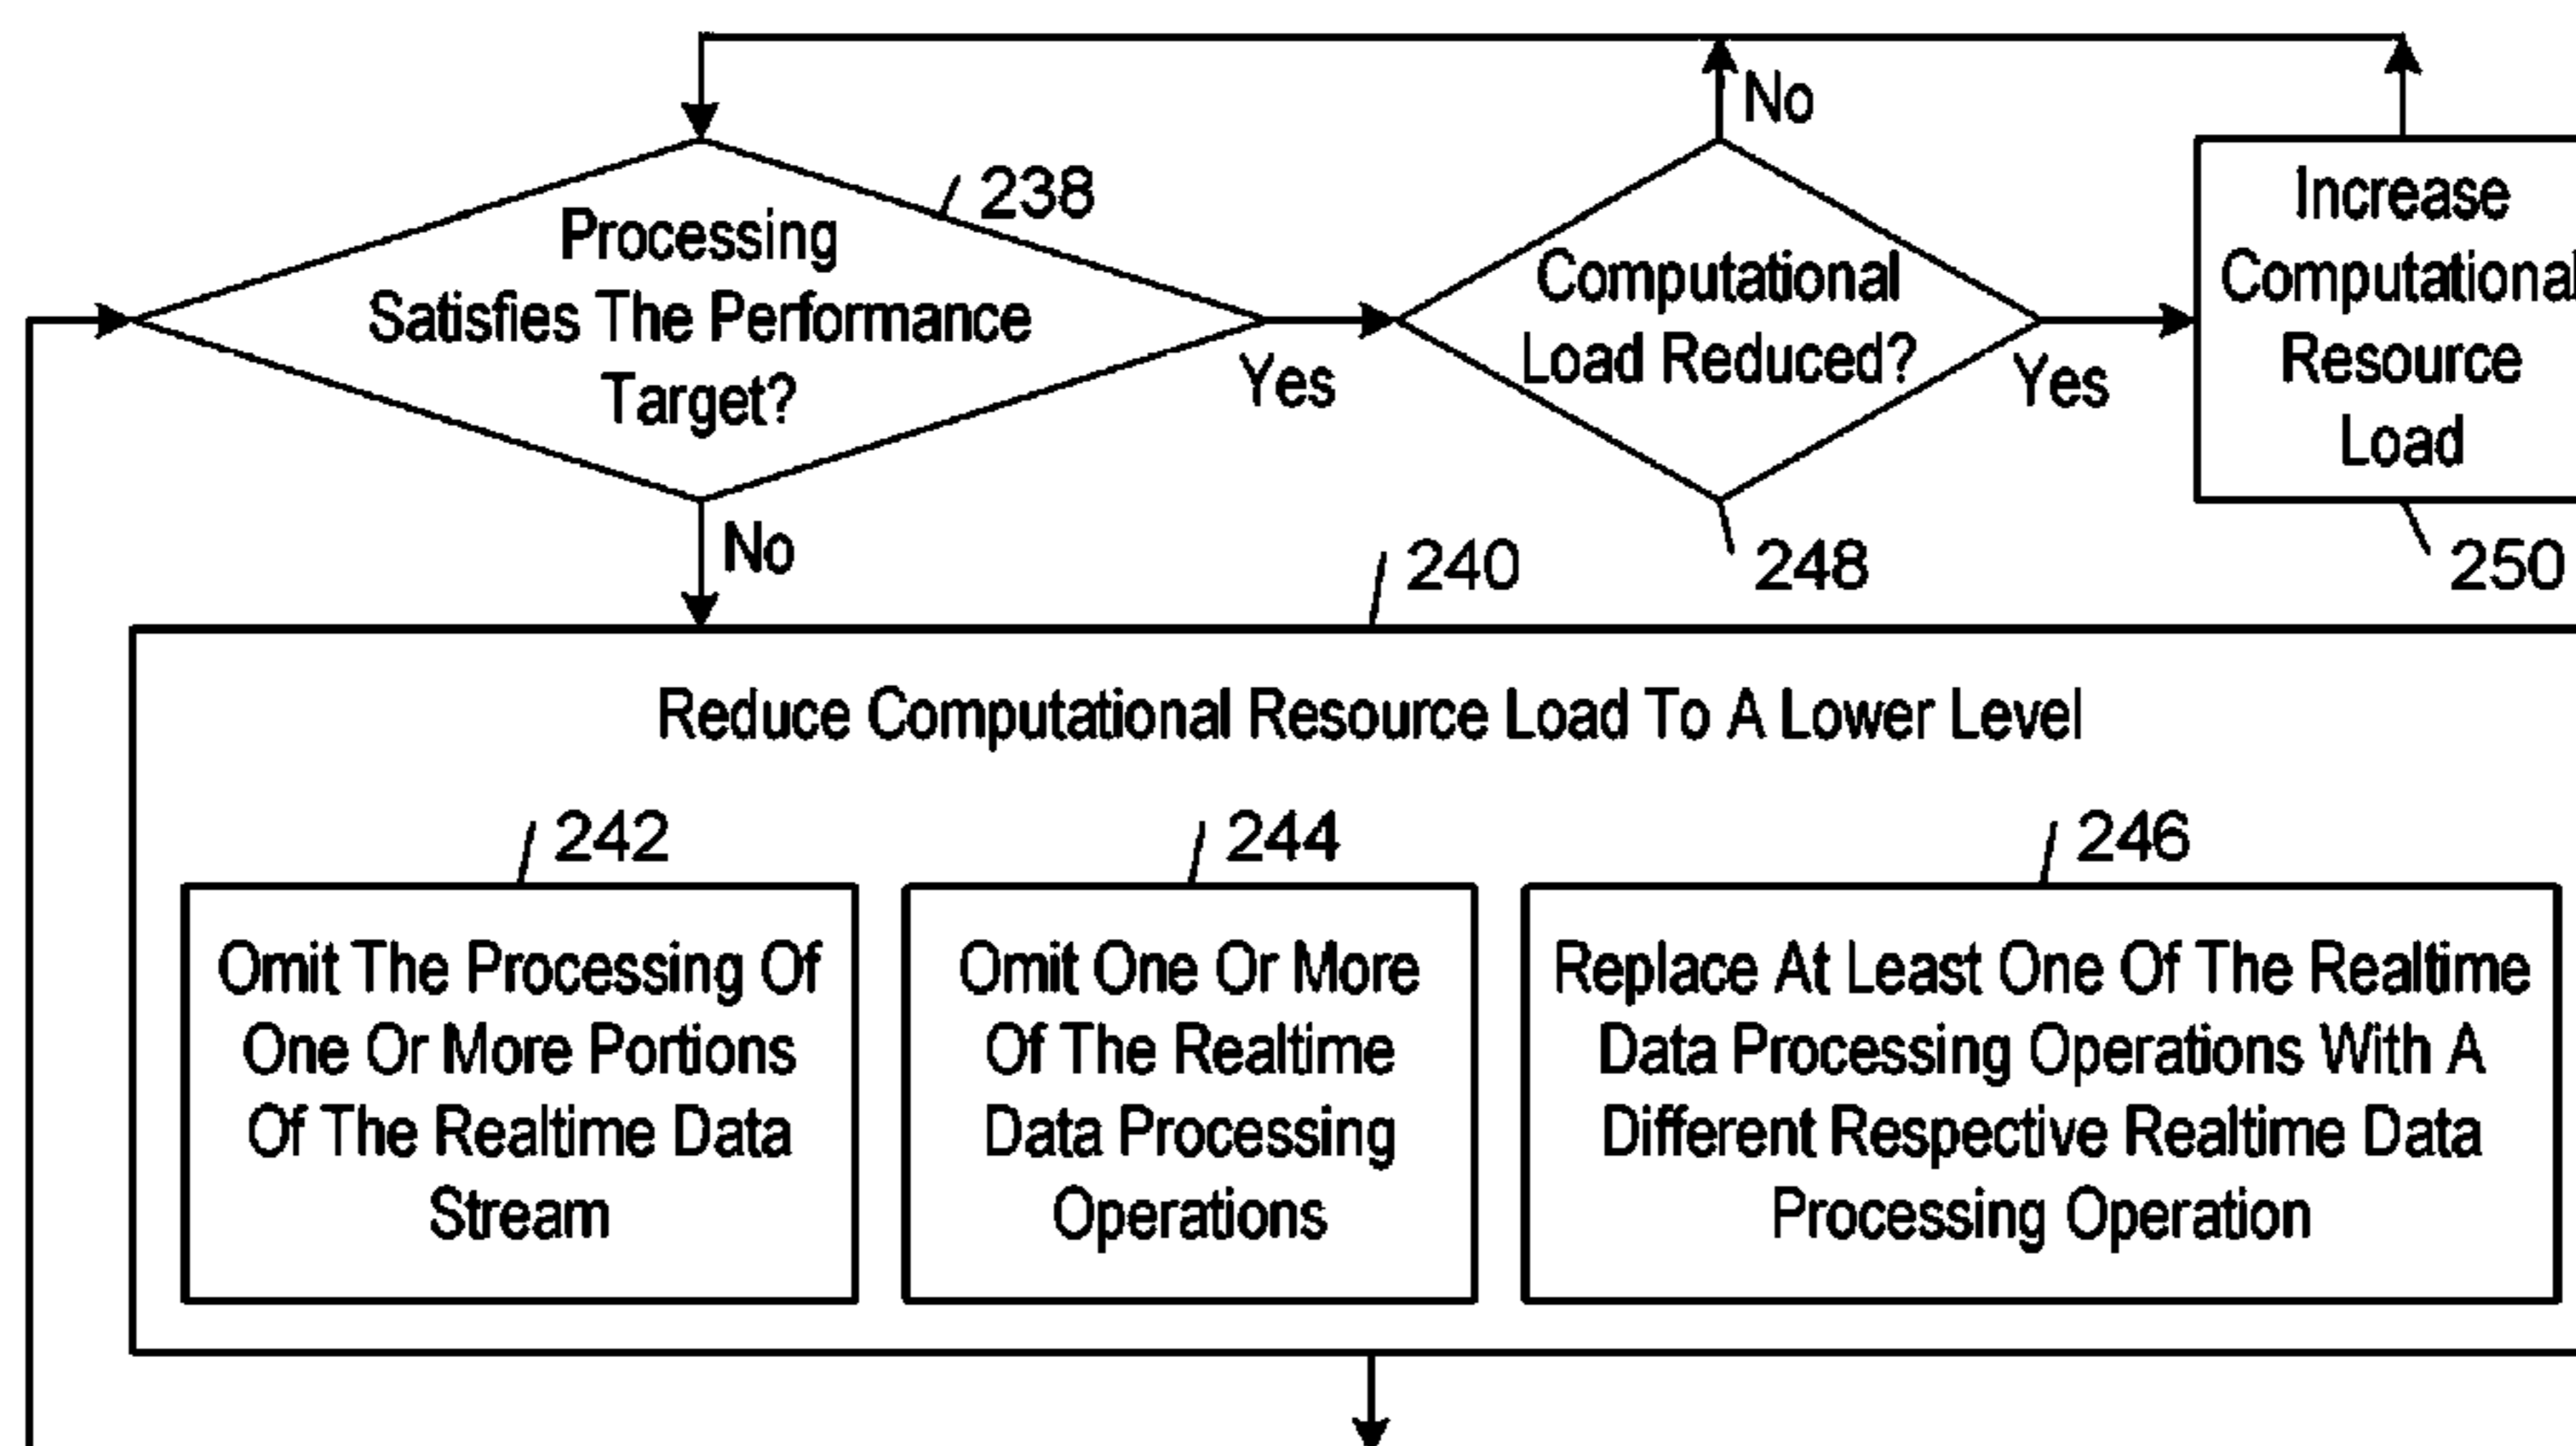 No
238
Processing
Satisfies The Performance
Target?
Yes
Computational
Load Reduced?
Yes
Increase
Computational
Resource
Load
No
240
248
250
Reduce Computational Resource Load To A Lower Level
242
244
246
Omit The Processing Of
One Or More Portions
Of The Realtime Data
Stream
Omit One Or More
Of The Realtime
Data Processing
Operations
Replace At Least One Of The Realtime
Data Processing Operations With A
Different Respective Realtime Data
Processing Operation